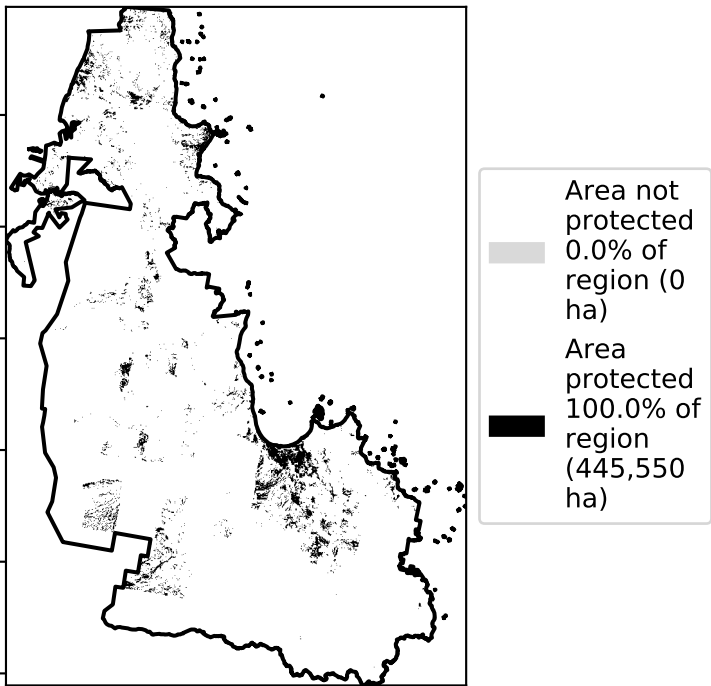 Area not
protected
0.0% of
region (0
ha)
Area
protected
100.0% of
region
(445,550
ha)